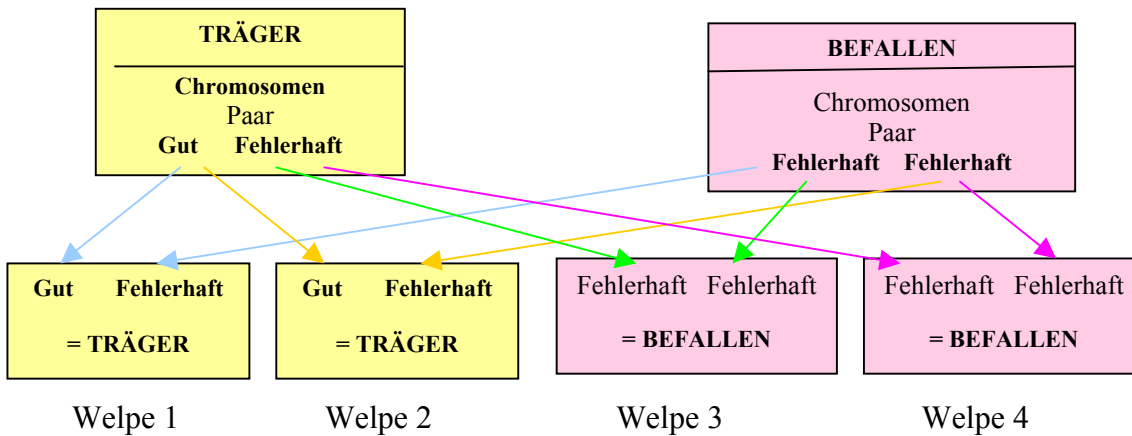 TRÄGER
Chromosomen
Paar
Gut Fehlerhaft
BEFALLEN
Chromosomen
Paar
Fehlerhaft Fehlerhaft
Gut Fehlerhaft
= TRÄGER
Gut Fehlerhaft
= TRÄGER
Fehlerhaft Fehlerhaft
= BEFALLEN
Fehlerhaft Fehlerhaft
= BEFALLEN
Welpe 1 Welpe 2 Welpe 3 Welpe 4